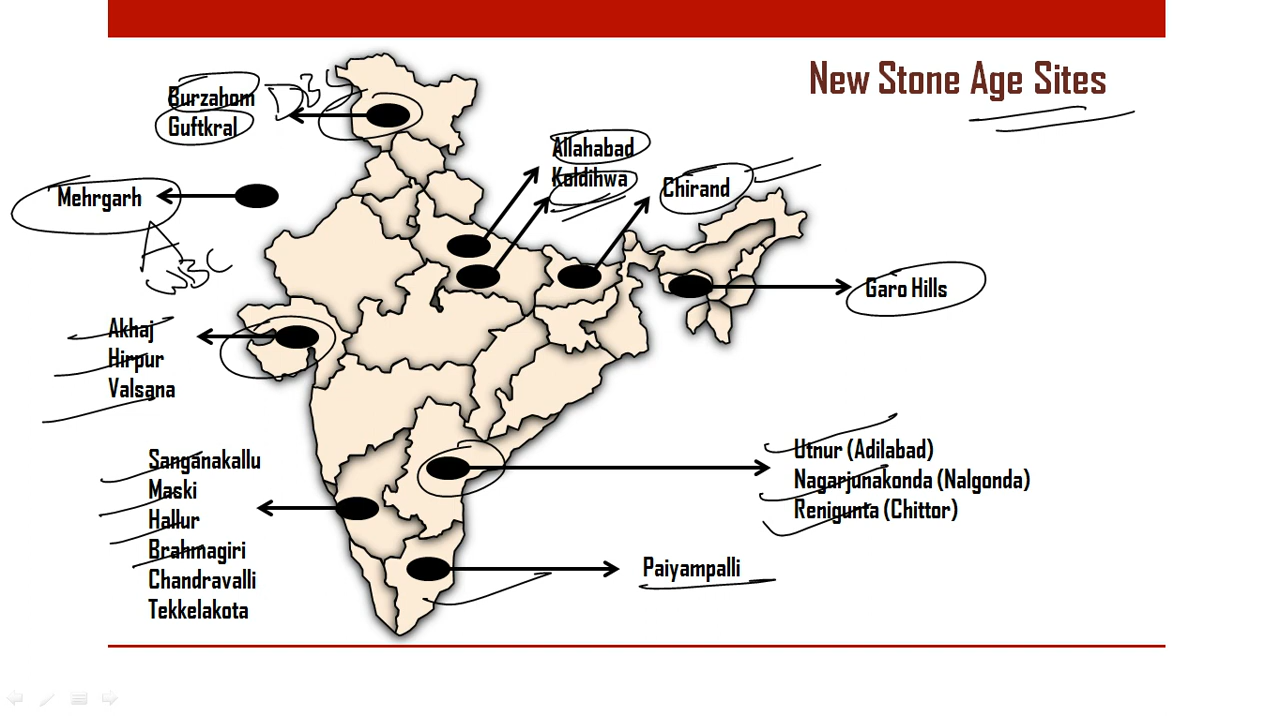 New Stone Age Sites
Burzahom
Guftkral
Mehrgarh
Allahabad
Koldihwa
Chirand
Garo Hills
Akhaj
Hirpur
Valsana
Sanganakallu
Maski
Hallur
Brahmagiri
Chandravalli
Tekkelakota
Utnur (Adilabad)
Nagarjunakonda (Nalgonda)
Renigunta (Chittor)
Paiyampalli